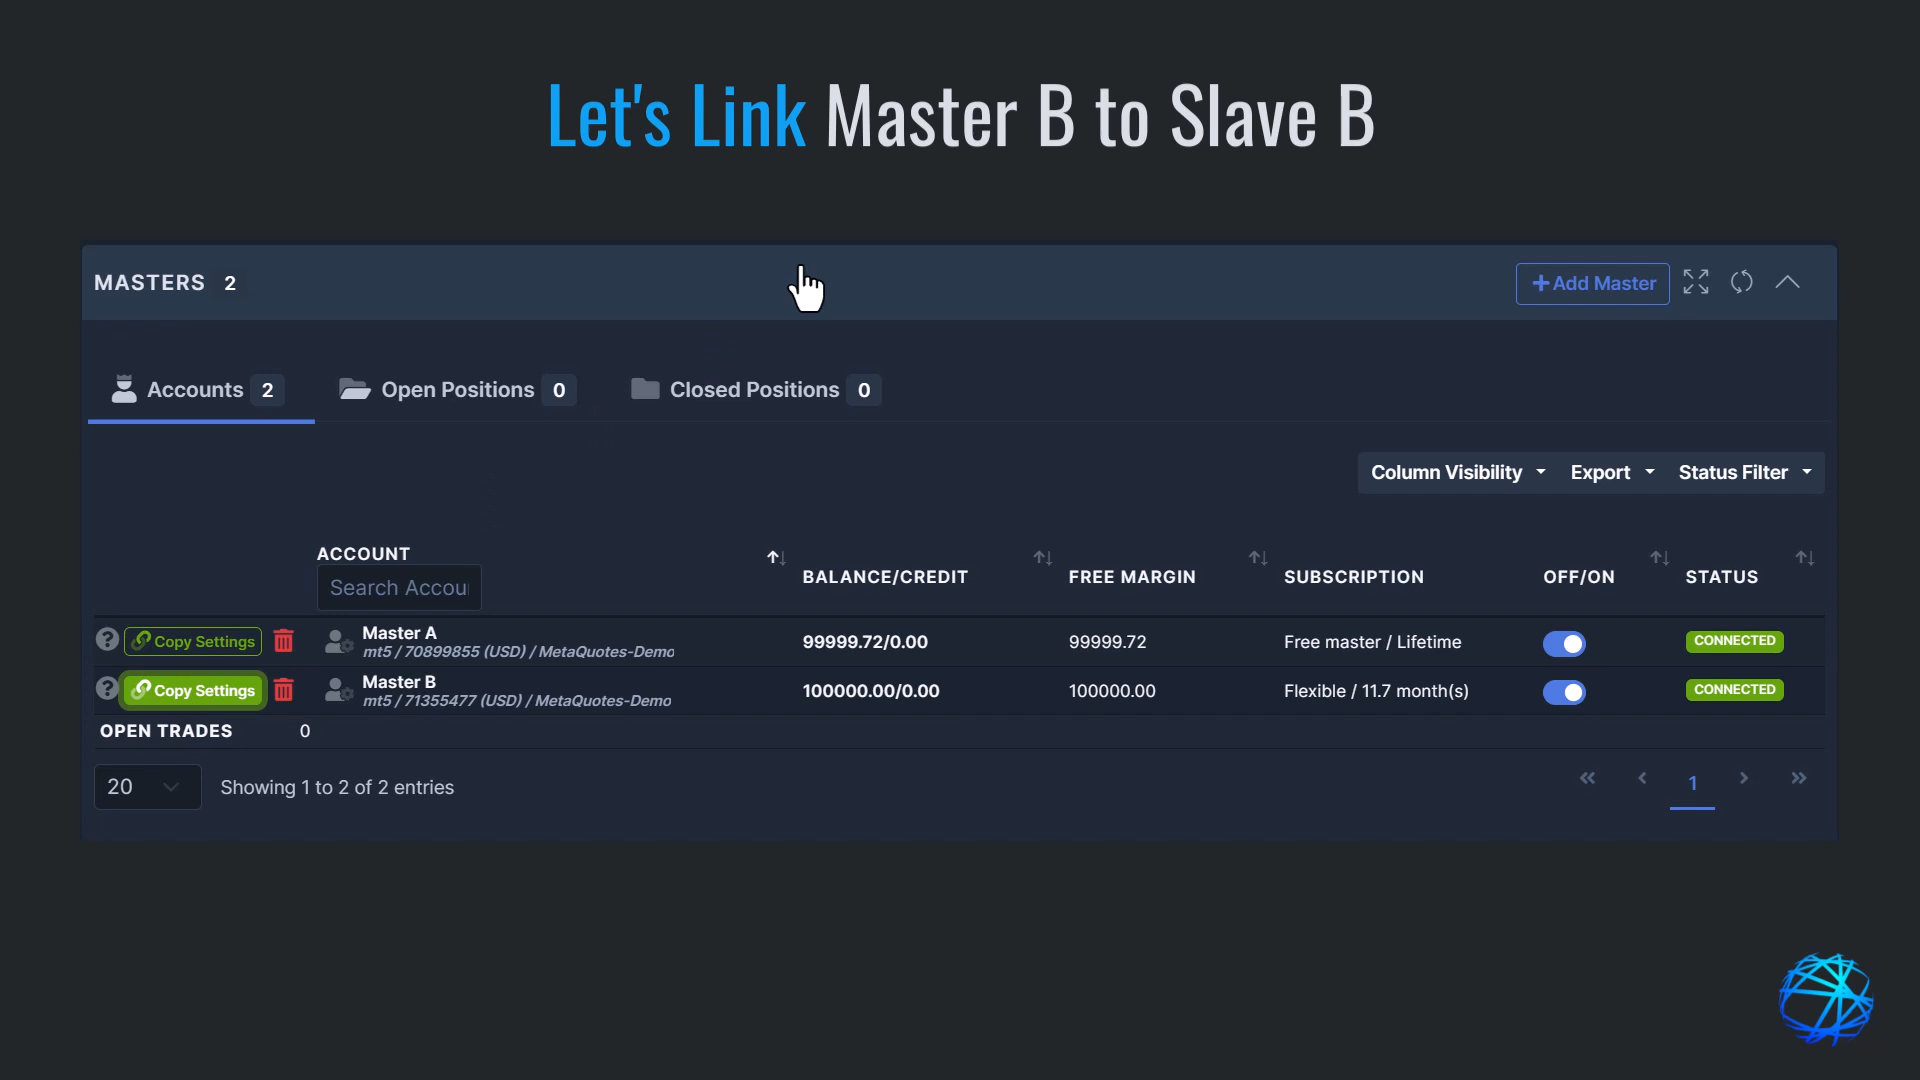 Let's Link Master B to Slave B
MASTERS 2
Add Master
Accounts 2
Open Positions 0
Closed Positions 0
Column Visibility
Export
Status Filter
ACCOUNT
Search Accou
BALANCE/CREDIT
FREE MARGIN
SUBSCRIPTION
OFF/ON
STATUS
? Copy Settings
Master A
mt5 / 70899855 (USD) / MetaQuotes-Demo
99999.72/0.00
99999.72
Free master / Lifetime
CONNECTED
? Copy Settings
Master B
mt5 / 71355477 (USD) / MetaQuotes-Demo
100000.00/0.00
100000.00
Flexible / 11.7 month(s)
CONNECTED
OPEN TRADES 0
20
Showing 1 to 2 of 2 entries
« ‹ 1 › »